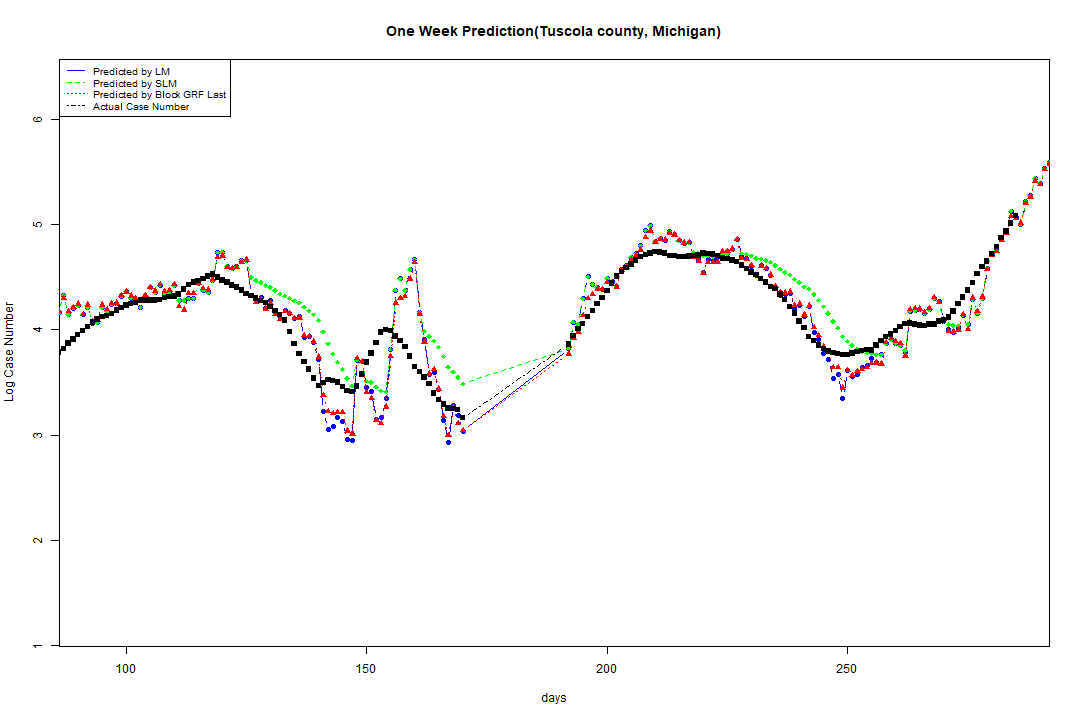 One Week Prediction(Tuscola county, Michigan)
Predicted by LM
Predicted by SLM
Predicted by Block GRF Last
Actual Case Number
Log Case Number
6
5
4
3
2
1
100 150 200 250
days